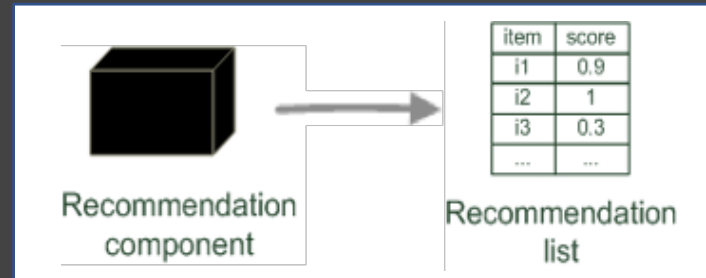 item score
i1 0.9
i2 1
i3 0.3
... ...
Recommendation
component
Recommendation
list